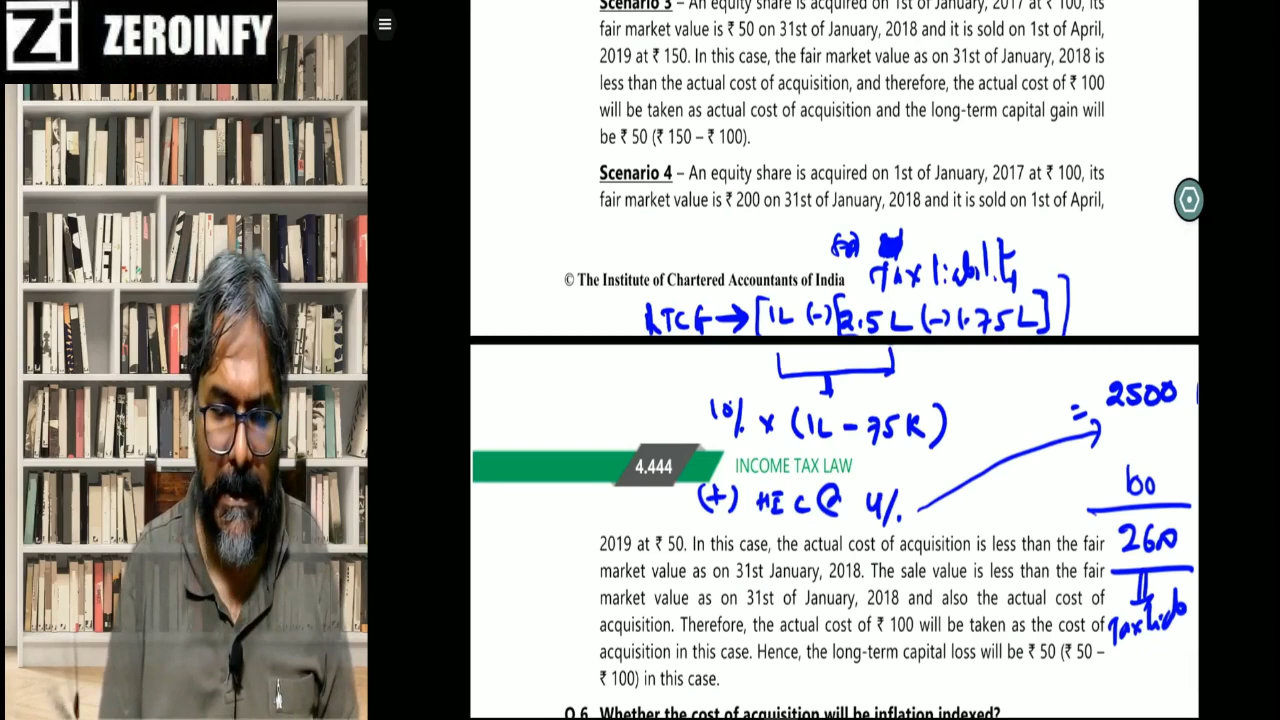 Zi ZEROINFY
Scenario 3 – An equity share is acquired on 1st of January, 2017 at ₹ 100, its
fair market value is ₹ 50 on 31st of January, 2018 and it is sold on 1st of April,
2019 at ₹ 150. In this case, the fair market value as on 31st of January, 2018 is
less than the actual cost of acquisition, and therefore, the actual cost of ₹ 100
will be taken as actual cost of acquisition and the long-term capital gain will
be ₹ 50 (₹ 150 – ₹ 100).
Scenario 4 – An equity share is acquired on 1st of January, 2017 at ₹ 100, its
fair market value is ₹ 200 on 31st of January, 2018 and it is sold on 1st of April,
Tax liability
© The Institute of Chartered Accountants of India
LTCG → [1L (-) [2.5L (-) 1.75L]]
10% × (1L – 75K) = 2500
4.444 INCOME TAX LAW
(+) HEC @ 4% 100
2600
Tax liab
2019 at ₹ 50. In this case, the actual cost of acquisition is less than the fair
market value as on 31st January, 2018. The sale value is less than the fair
market value as on 31st of January, 2018 and also the actual cost of
acquisition. Therefore, the actual cost of ₹ 100 will be taken as the cost of
acquisition in this case. Hence, the long-term capital loss will be ₹ 50 (₹ 50 –
₹ 100) in this case.
Q 6. Whether the cost of acquisition will be inflation indexed?